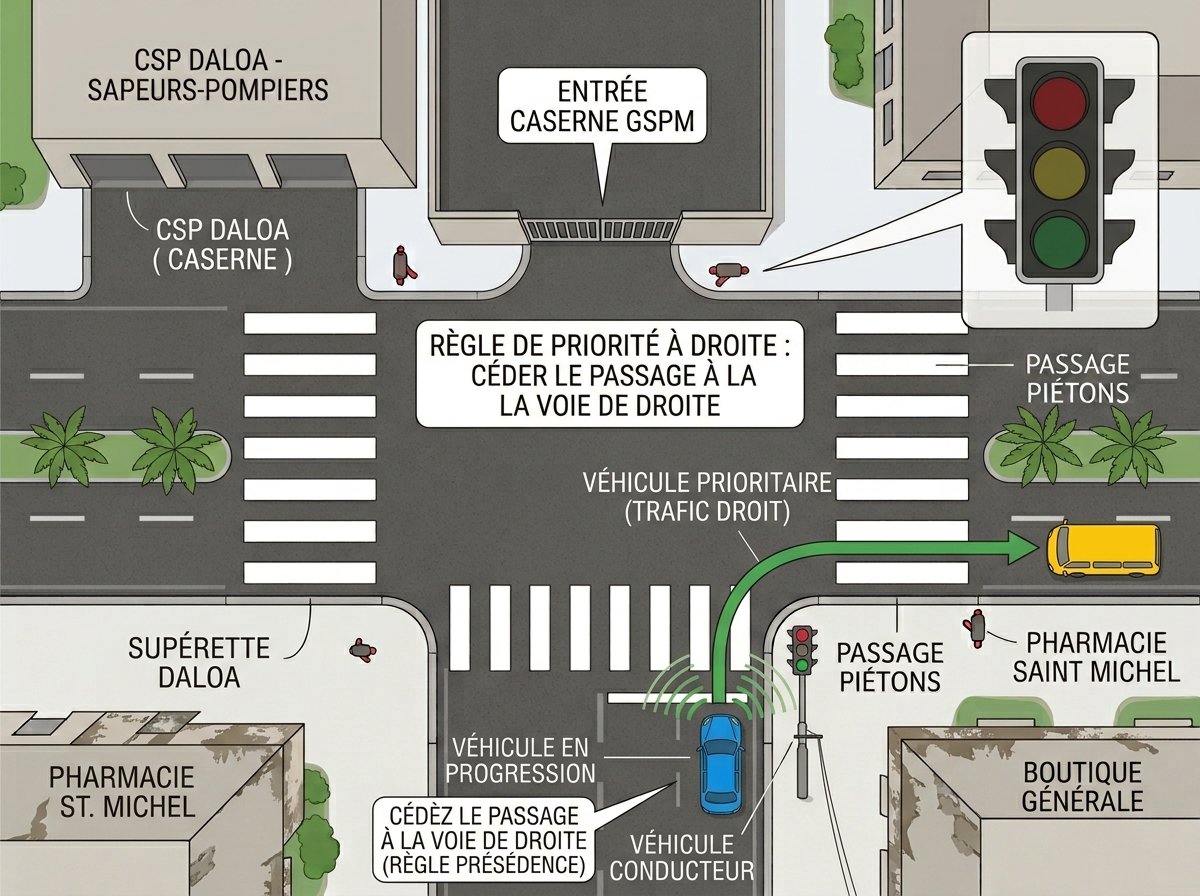 CSP DALOA -
SAPEURS-POMPIERS
ENTRÉE
CASERNE GSPM
CSP DALOA
( CASERNE )
RÈGLE DE PRIORITÉ À DROITE :
CÉDER LE PASSAGE À LA
LA VOIE DE DROITE
PASSAGE
PIÉTONS
VÉHICULE PRIORITAIRE
(TRAFIC DROIT)
SUPÉRETTE
DALOA
PASSAGE
PIÉTONS
PHARMACIE
SAINT MICHEL
VÉHICULE EN
PROGRESSION
PHARMACIE
ST. MICHEL
BOUTIQUE
GÉNÉRALE
CÉDÈZ LE PASSAGE
À LA VOIE DE DROITE
(RÈGLE PRÉSÉDENCE)
VÉHICULE
CONDUCTEUR